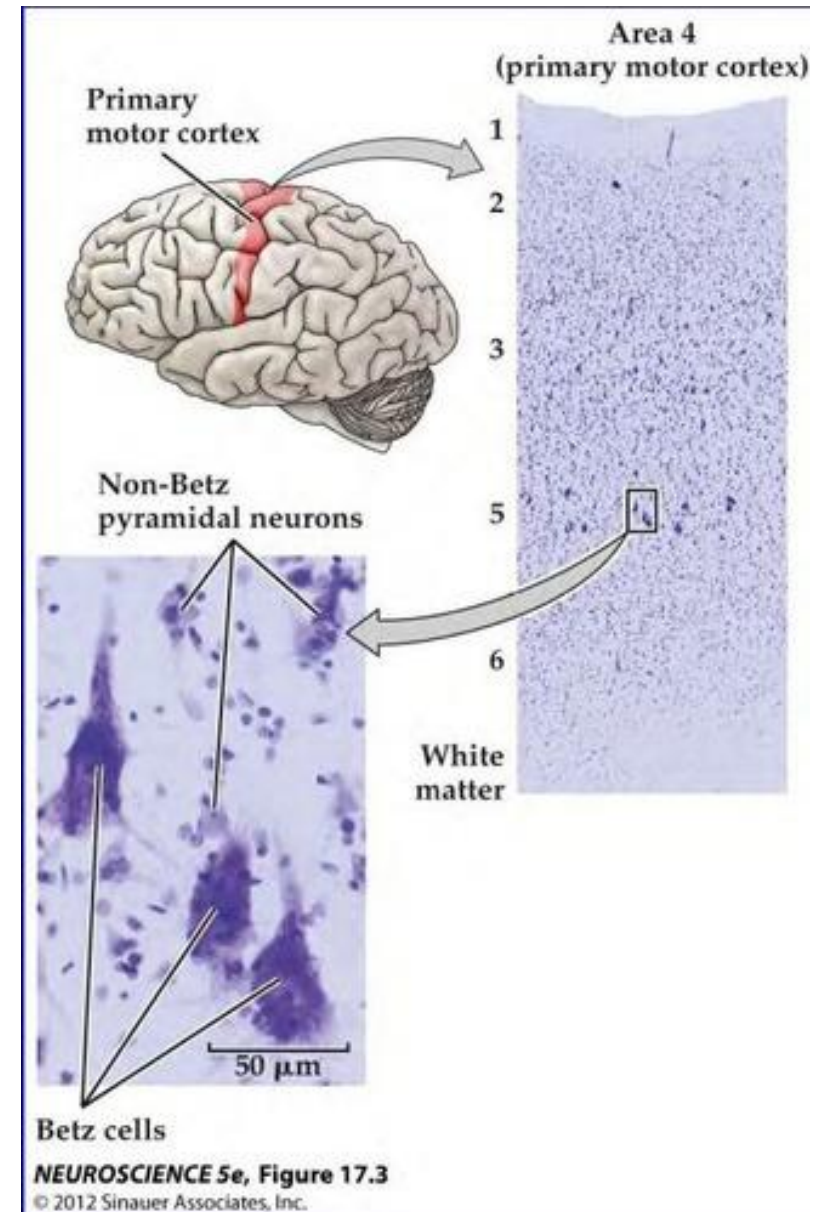 Area 4
(primary motor cortex)
Primary
motor cortex
1
2
3
5
6
White
matter
Non-Betz
pyramidal neurons
50 µm
Betz cells
NEUROSCIENCE 5e, Figure 17.3
© 2012 Sinauer Associates, Inc.